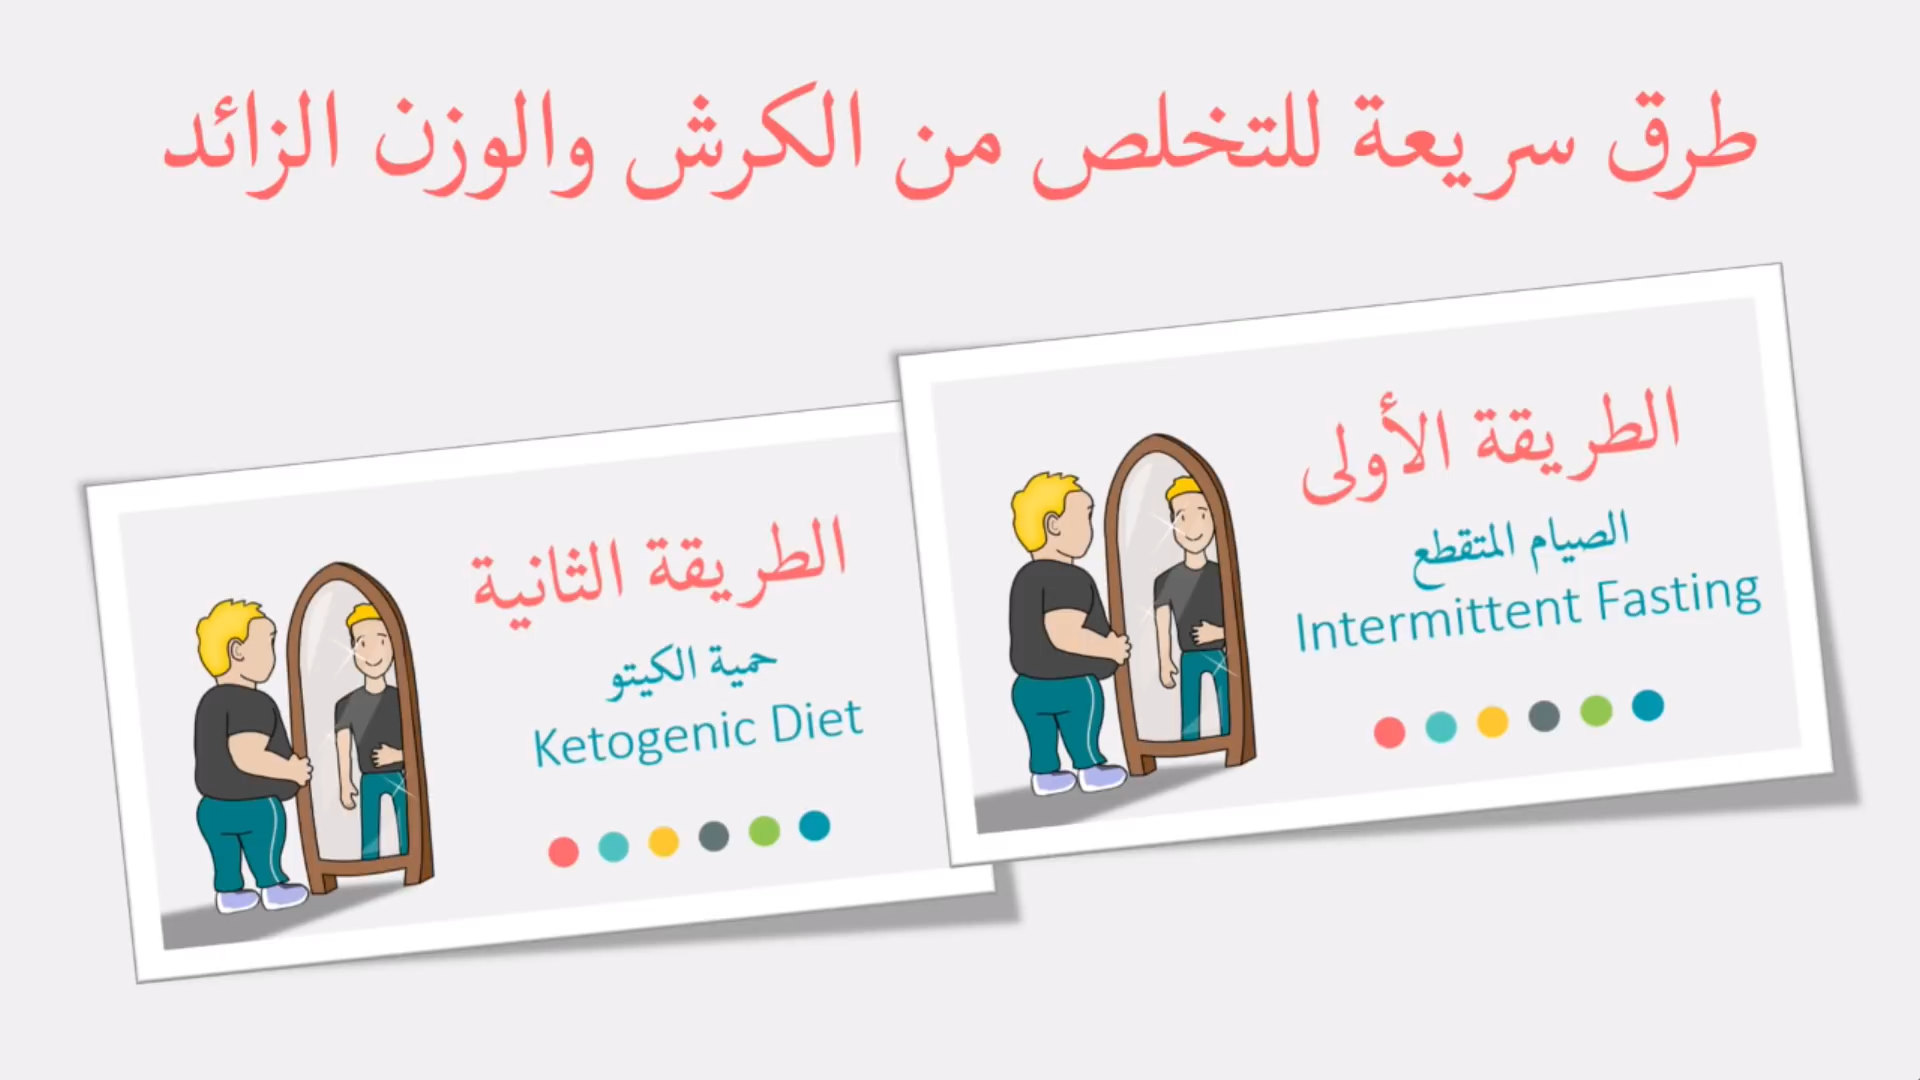 طرق سريعة للتخلص من الكرش والوزن الزائد
الطريقة الأولى
الصيام المتقطع
Intermittent Fasting
الطريقة الثانية
حمية الكيتو
Ketogenic Diet